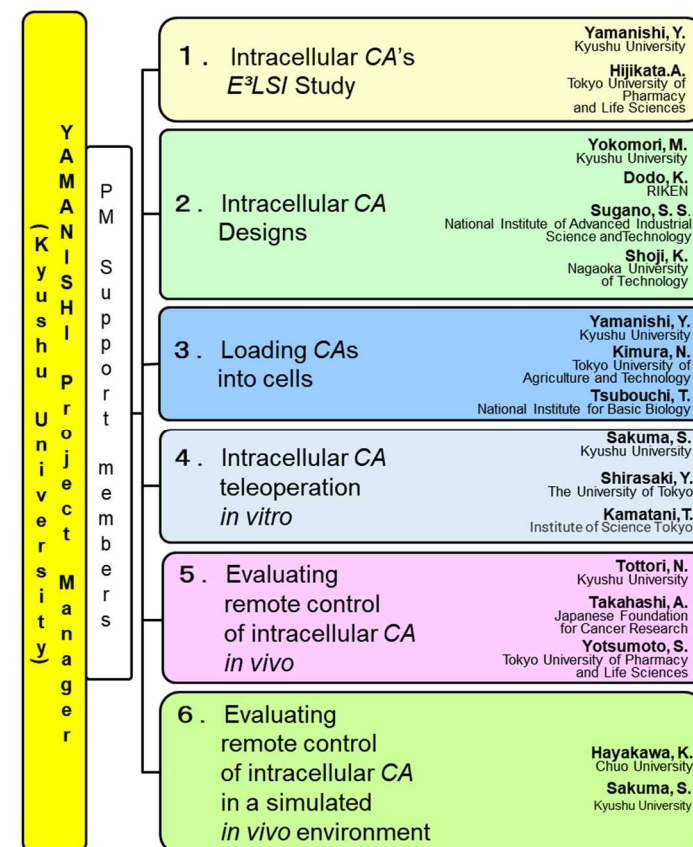 YAMANISHI Project Manager
(Kyushu University)
PM Support members
1. Intracellular CA's
E³LSI Study
Yamanishi, Y.
Kyushu University
Hijikata.A.
Tokyo University of
Pharmacy
and Life Sciences
2. Intracellular CA
Designs
Yokomori, M.
Kyushu University
Dodo, K.
RIKEN
Sugano, S. S.
National Institute of Advanced Industrial
Science andTechnology
Shoji, K.
Nagaoka University
of Technology
3. Loading CAs
into cells
Yamanishi, Y.
Kyushu University
Kimura, N.
Tokyo University of
Agriculture and Technology
Tsubouchi, T.
National Institute for Basic Biology
4. Intracellular CA
teleoperation
in vitro
Sakuma, S.
Kyushu University
Shirasaki, Y.
The University of Tokyo
Kamatani,T.
Institute of Science Tokyo
5. Evaluating
remote control
of intracellular CA
in vivo
Tottori, N.
Kyushu University
Takahashi, A.
Japanese Foundation
for Cancer Research
Yotsumoto, S.
Tokyo University of Pharmacy
and Life Sciences
6. Evaluating
remote control
of intracellular CA
in a simulated
in vivo environment
Hayakawa, K.
Chuo University
Sakuma, S.
Kyushu University